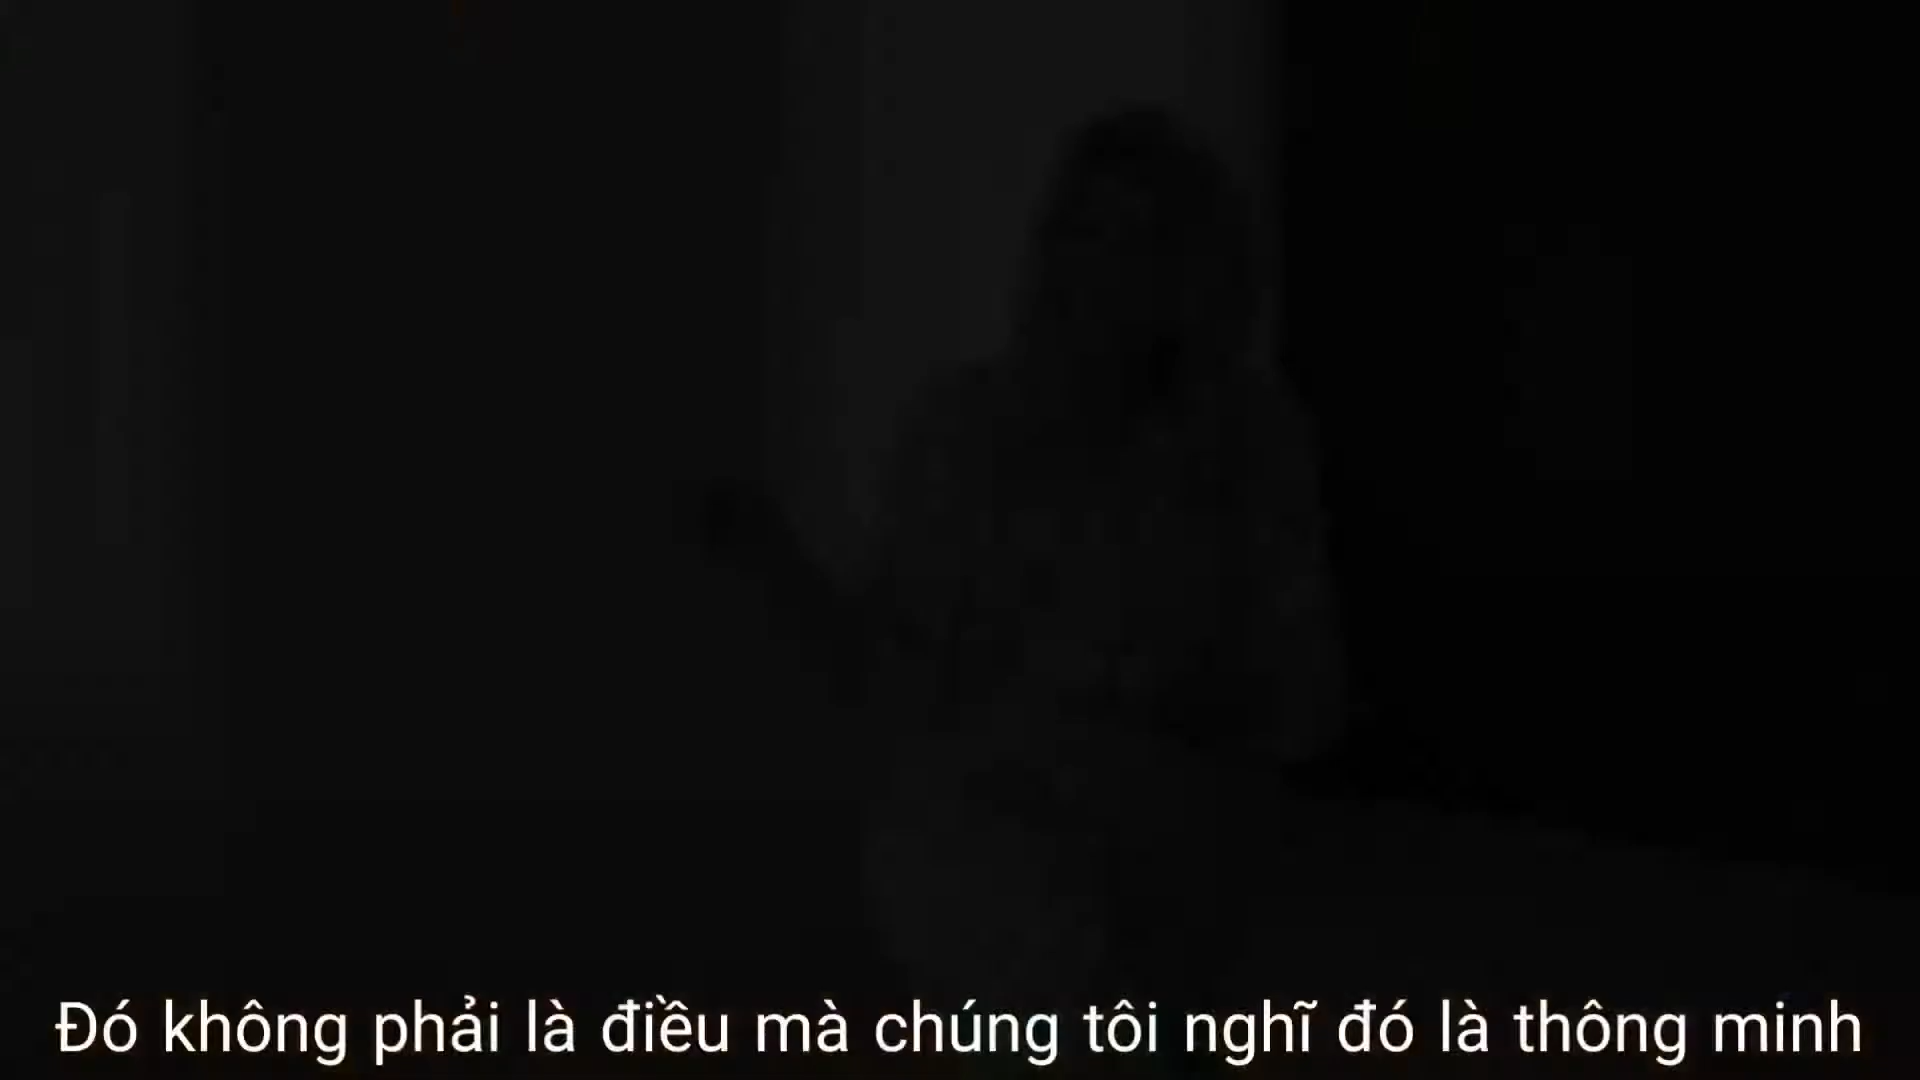 Đó không phải là điều mà chúng tôi nghĩ đó là thông minh